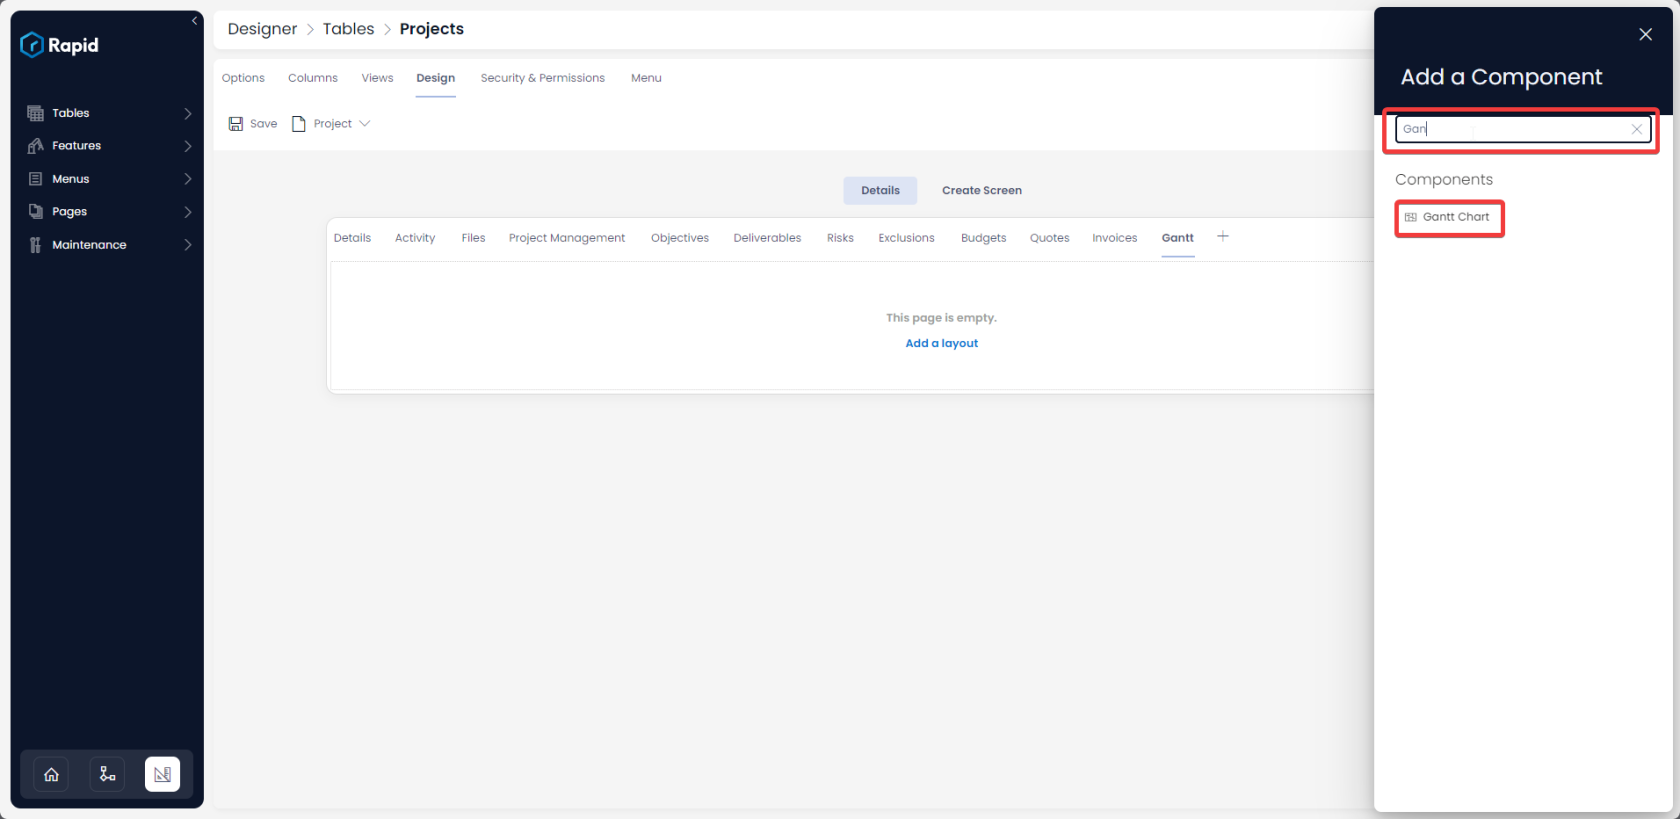 Rapid
Tables
Features
Menus
Pages
Maintenance
Designer > Tables > Projects
Options Columns Views Design Security & Permissions Menu
Save Project
Details Create Screen
Details Activity Files Project Management Objectives Deliverables Risks Exclusions Budgets Quotes Invoices Gantt +
This page is empty.
Add a layout
Add a Component
Gan
Components
Gantt Chart